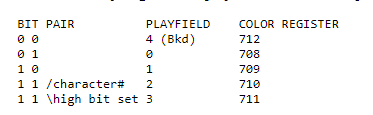 BIT PAIR PLAYFIELD COLOR REGISTER
0 0 4 (Bkd) 712
0 1 0 708
1 0 1 709
1 1 /character# 2 710
1 1 \high bit set 3 711